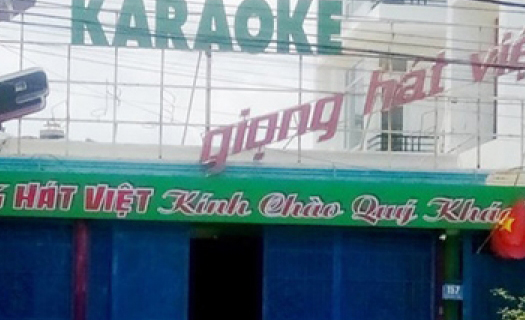 KARAOKE
giọng hát việt
HÁT VIỆT Kính Chào Quý Khác
157